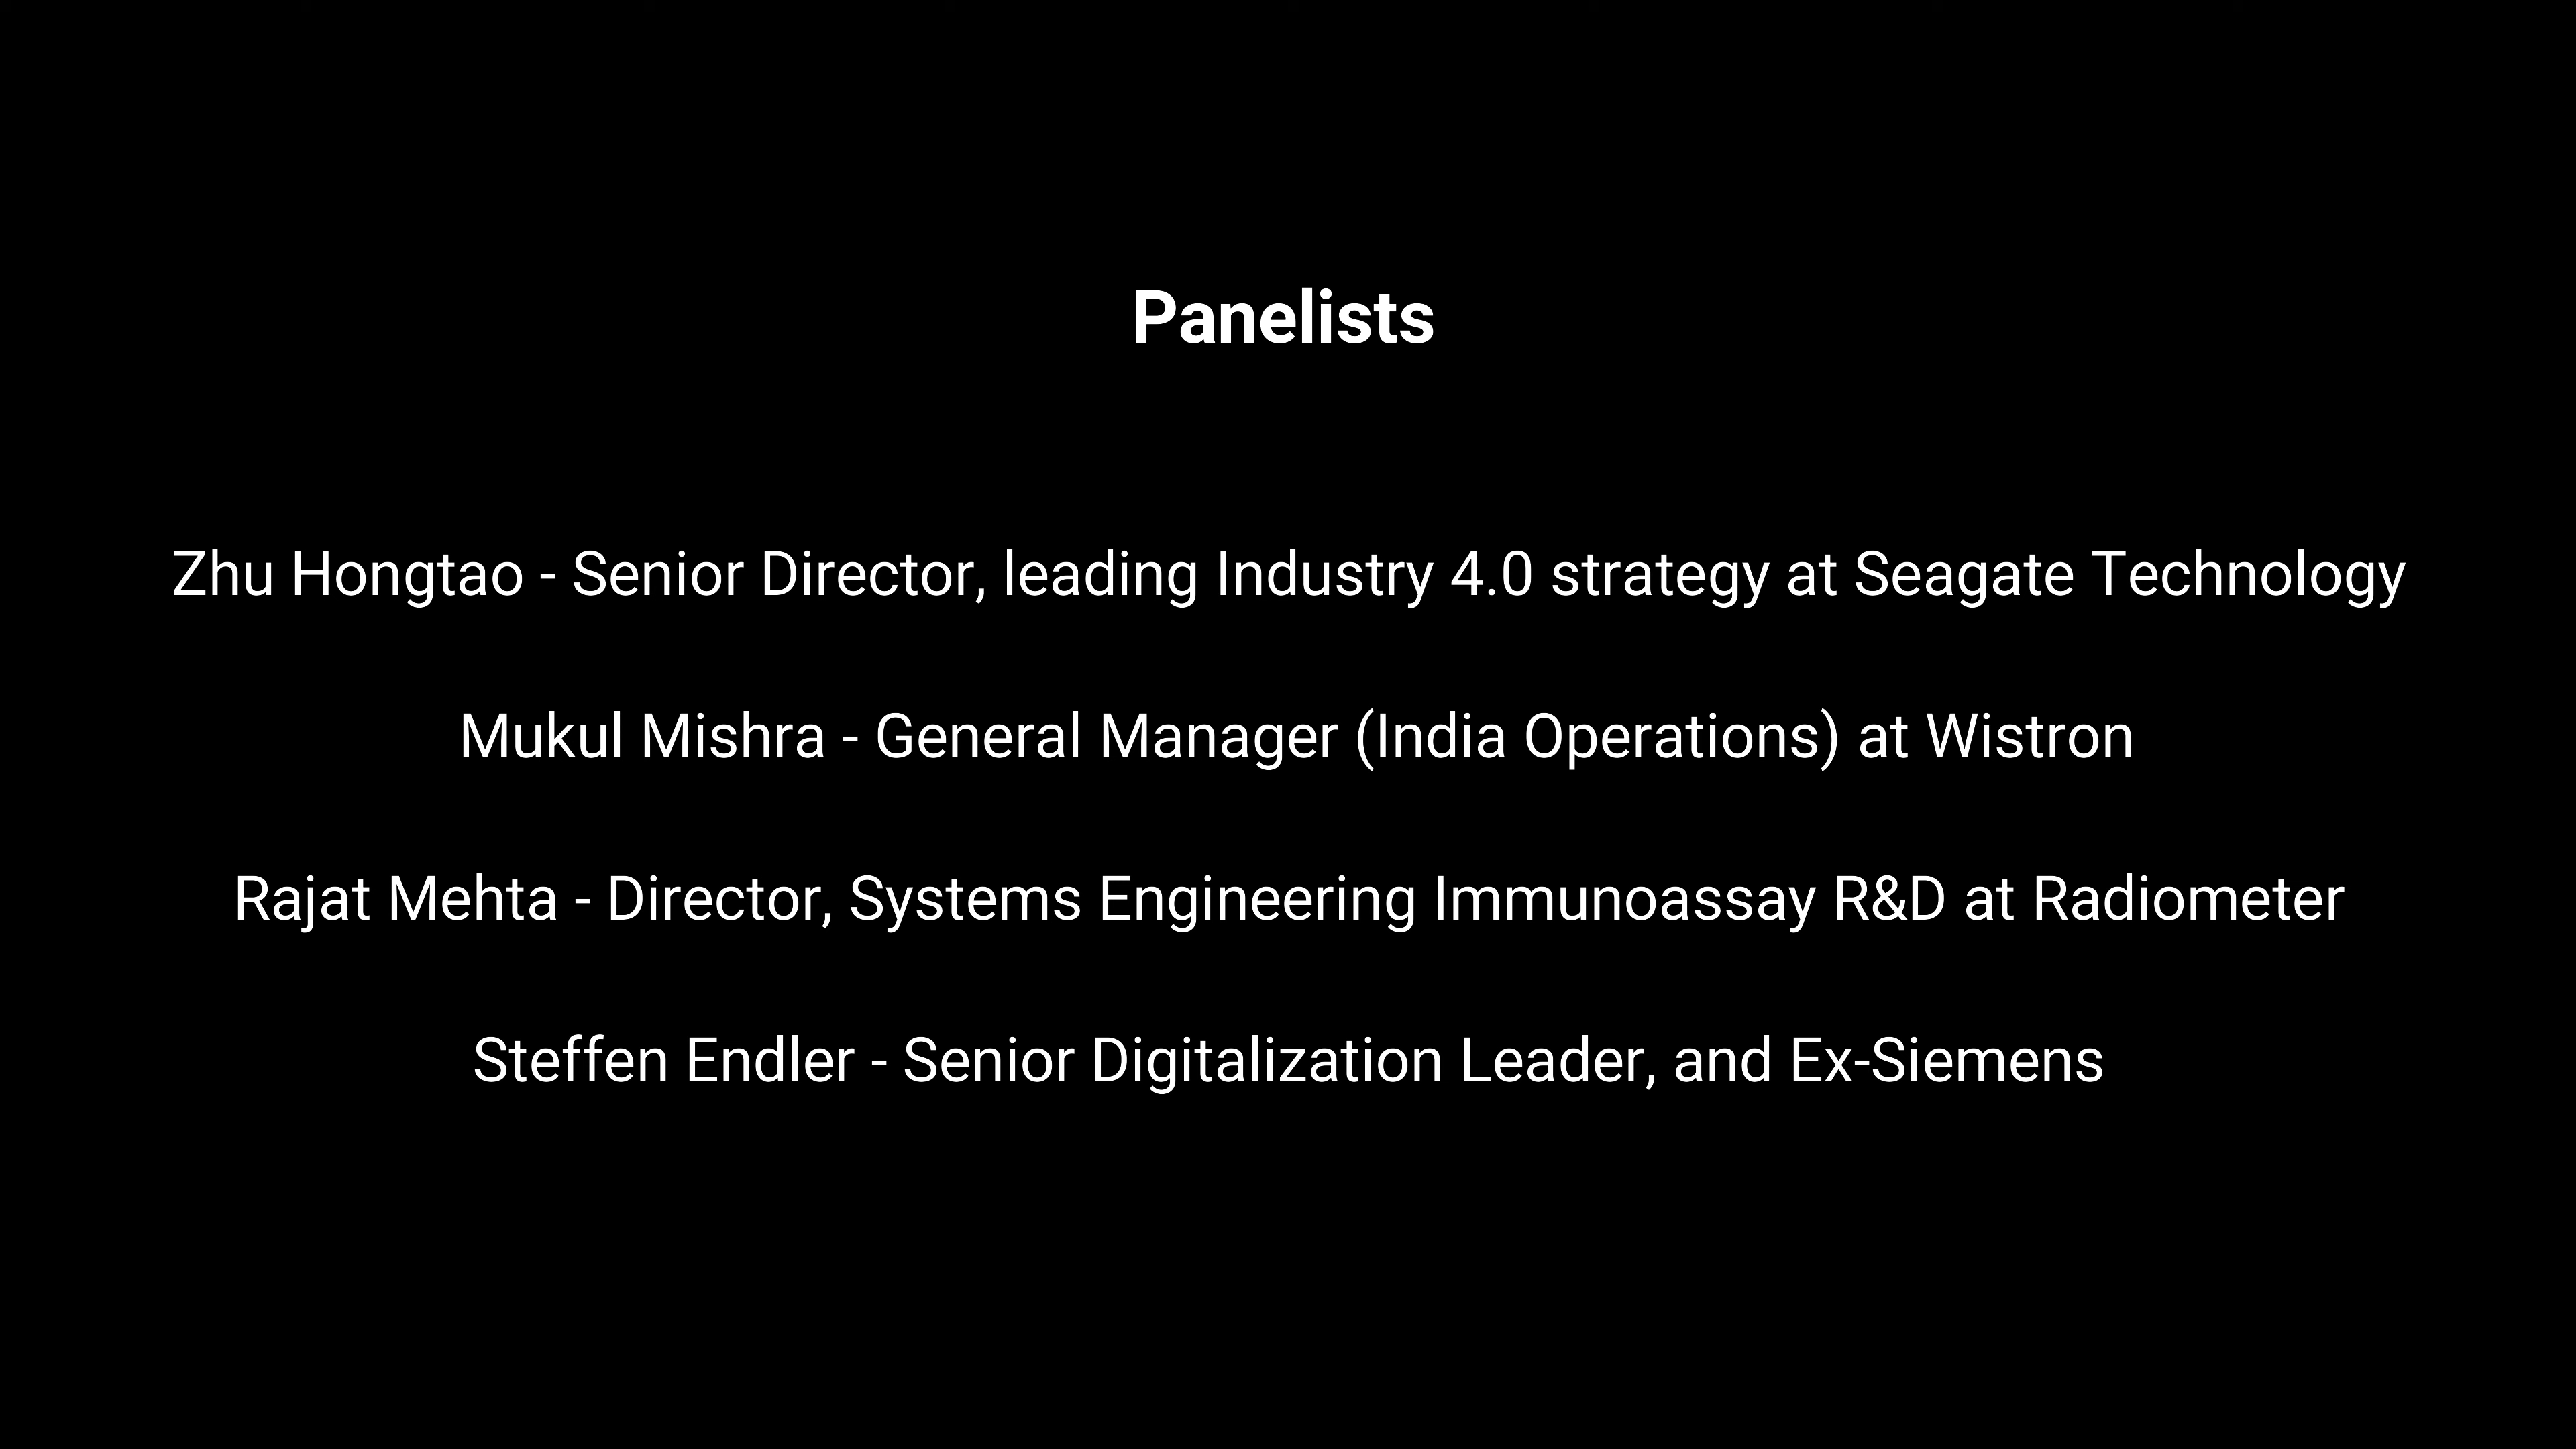 Panelists
Zhu Hongtao - Senior Director, leading Industry 4.0 strategy at Seagate Technology
Mukul Mishra - General Manager (India Operations) at Wistron
Rajat Mehta - Director, Systems Engineering Immunoassay R&D at Radiometer
Steffen Endler - Senior Digitalization Leader, and Ex-Siemens